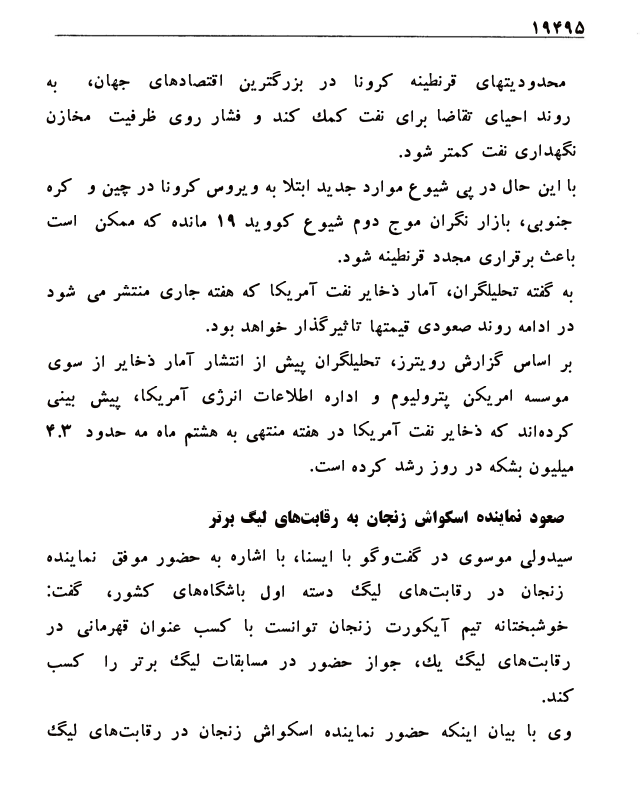 ۱۹۴۹۵
محدودیتهای قرنطینه کرونا در بزرگترین اقتصادهای جهان، به
روند احیای تقاضا برای نفت کمك کند و فشار روی ظرفیت مخازن
نگهداری نفت کمتر شود.
با این حال در پی شیوع موارد جدید ابتلا به ویروس کرونا در چین و کره
جنوبی، بازار نگران موج دوم شیوع کووید ۱۹ مانده که ممکن است
باعث برقراری مجدد قرنطینه شود.
به گفته تحلیلگران، آمار ذخایر نفت آمریکا که هفته جاری منتشر می شود
در ادامه روند صعودی قیمتها تاثیرگذار خواهد بود.
بر اساس گزارش رویترز، تحلیلگران پیش از انتشار آمار ذخایر از سوی
موسسه امریکن پترولیوم و اداره اطلاعات انرژی آمریکا، پیش بینی
کرده‌اند که ذخایر نفت آمریکا در هفته منتهی به هشتم ماه مه حدود ۴.۳
میلیون بشکه در روز رشد کرده است.
صعود نماینده اسکواش زنجان به رقابت‌های لیگ برتر
سیدولی موسوی در گفت‌وگو با ایسنا، با اشاره به حضور موفق نماینده
زنجان در رقابت‌های لیگ دسته اول باشگاه‌های کشور، گفت:
خوشبختانه تیم آیکورت زنجان توانست با کسب عنوان قهرمانی در
رقابت‌های لیگ یك، جواز حضور در مسابقات لیگ برتر را کسب
کند.
وی با بیان اینکه حضور نماینده اسکواش زنجان در رقابت‌های لیگ